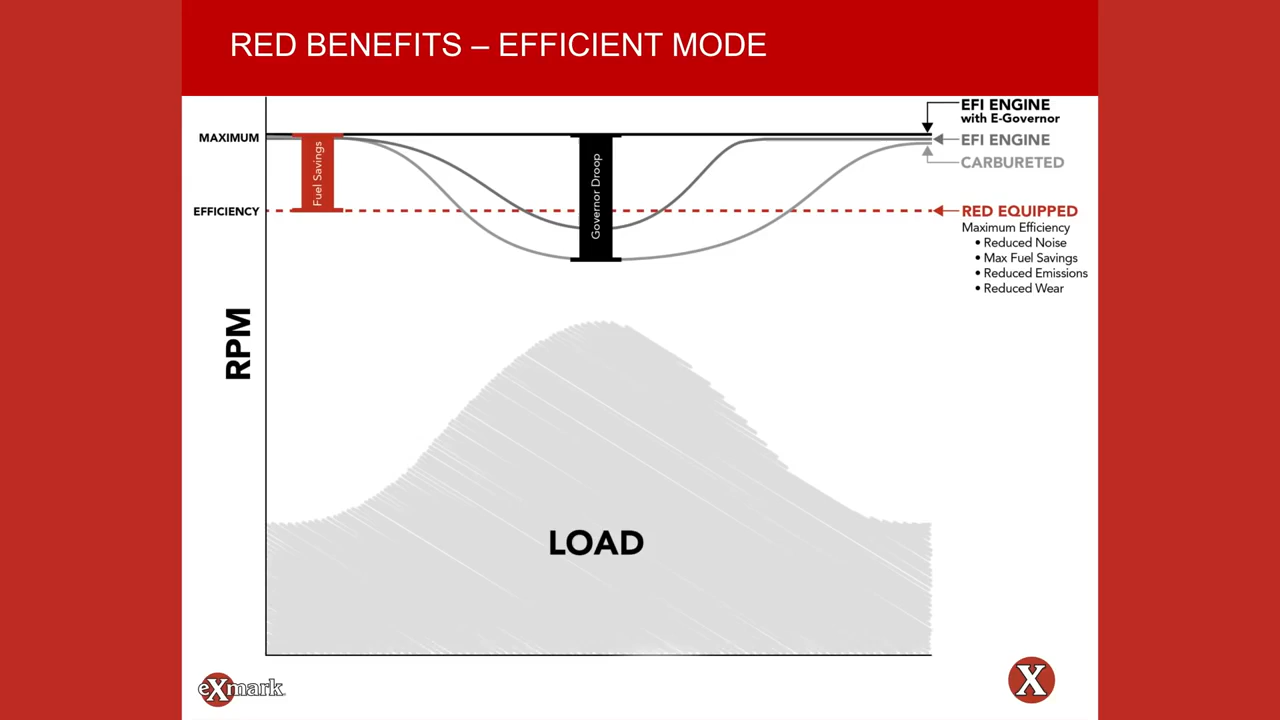 RED BENEFITS – EFFICIENT MODE
EFI ENGINE
with E-Governor
MAXIMUM
EFI ENGINE
CARBURETED
Fuel Savings
Governor Droop
EFFICIENCY
RED EQUIPPED
Maximum Efficiency
• Reduced Noise
• Max Fuel Savings
• Reduced Emissions
• Reduced Wear
RPM
LOAD
eXmark
X